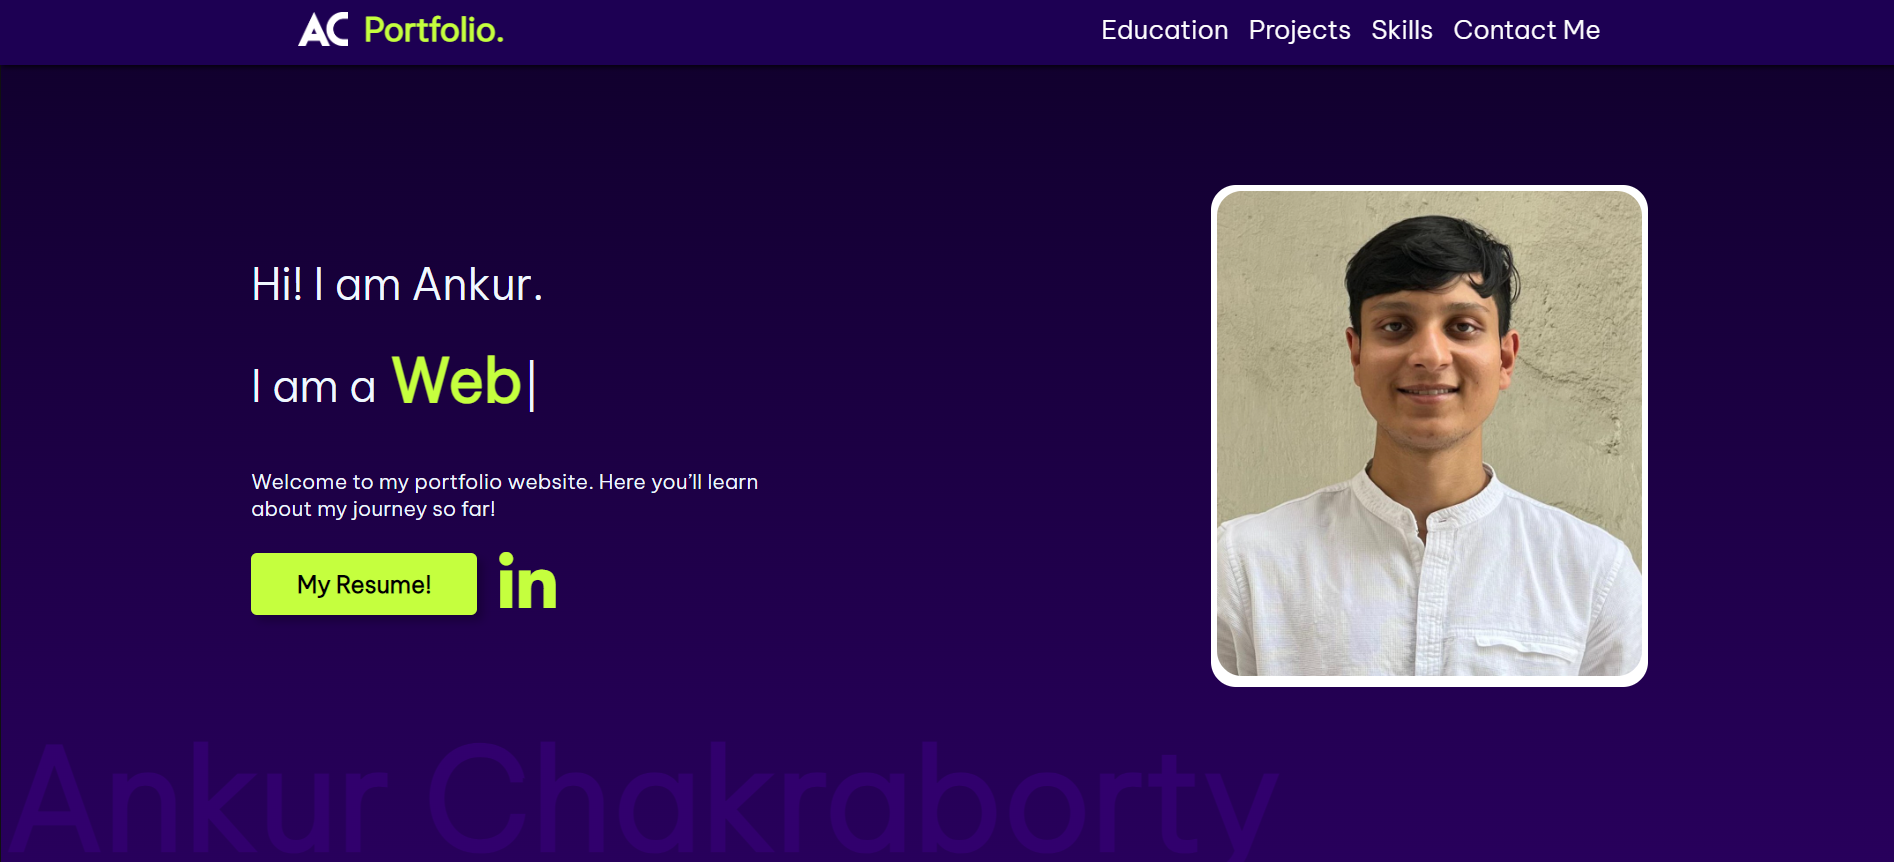 AC Portfolio.
Education Projects Skills Contact Me
Hi! I am Ankur.
I am a Web|
Welcome to my portfolio website. Here you’ll learn
about my journey so far!
My Resume! in
Ankur Chakraborty